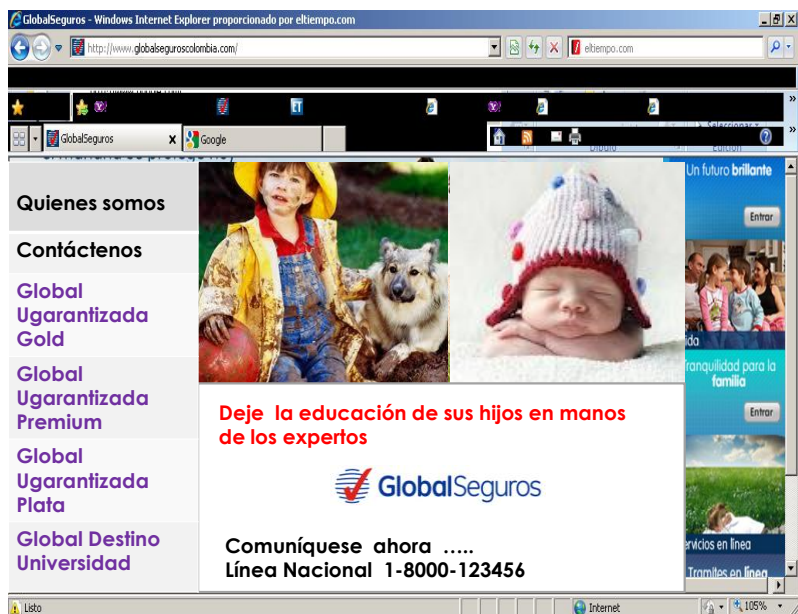 GlobalSeguros - Windows Internet Explorer proporcionado por eltiempo.com
http://www.globalseguroscolombia.com/
eltiempo.com
GlobalSeguros
Google
Quienes somos
Contáctenos
Global
Ugarantizada
Gold
Global
Ugarantizada
Premium
Global
Ugarantizada
Plata
Global Destino
Universidad
Deje la educación de sus hijos en manos
de los expertos
GlobalSeguros
Comuníquese ahora .....
Línea Nacional 1-8000-123456
Un futuro brillante
Entrar
ida
ranquilidad para la
familia
Entrar
ervicios en linea
Tramites en linea
Listo
Internet
105%